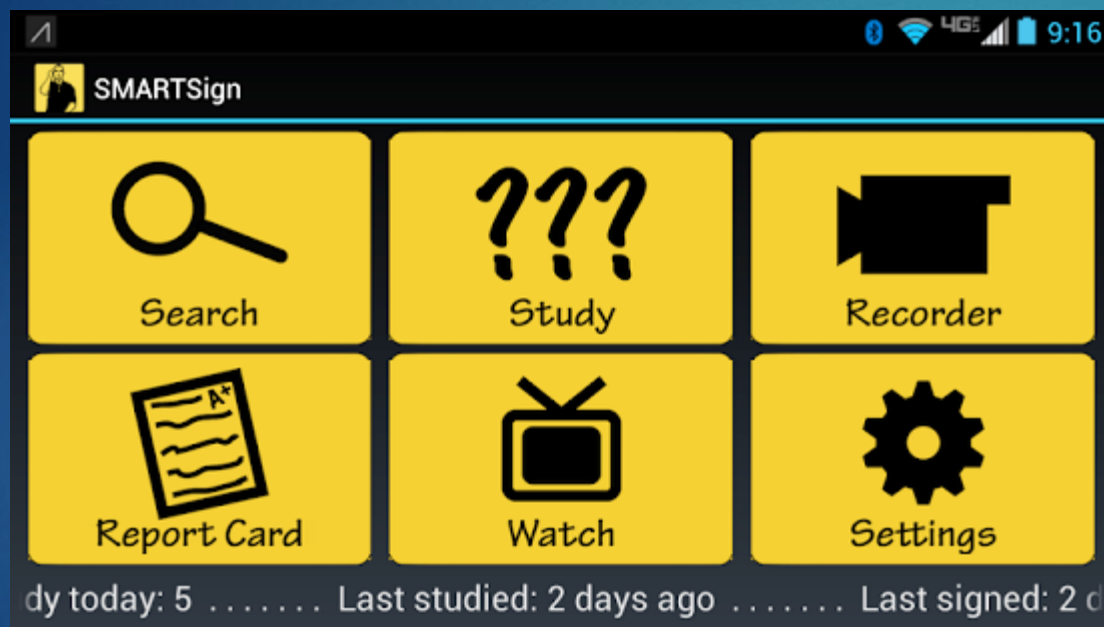 4G 9:16
SMARTSign
??? 
Search Study Recorder
A+
Report Card Watch Settings
dy today: 5 ....... Last studied: 2 days ago ....... Last signed: 2 d